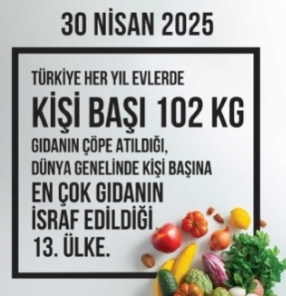 30 NİSAN 2025
TÜRKİYE HER YIL EVLERDE
KİŞİ BAŞI 102 KG
GIDANIN ÇÖPE ATILDIĞI,
DÜNYA GENELİNDE KİŞİ BAŞINA
EN ÇOK GIDANIN
İSRAF EDİLDİĞİ
13. ÜLKE.